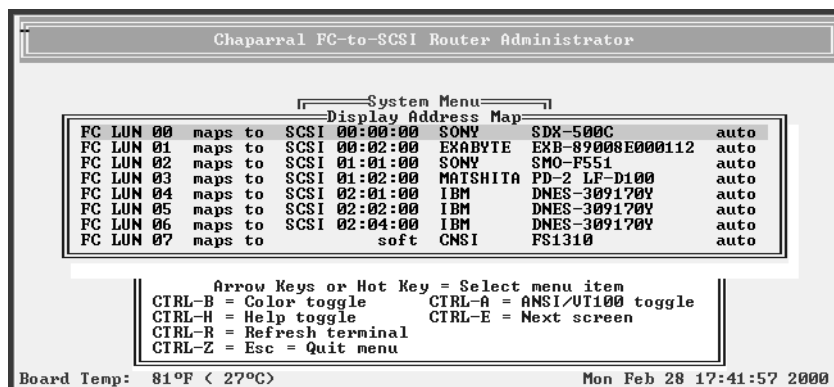 Chaparral FC-to-SCSI Router Administrator
System Menu
Display Address Map
FC LUN 00 maps to SCSI 00:00:00 SONY SDX-500C auto
FC LUN 01 maps to SCSI 00:02:00 EXABYTE EXB-89008E000112 auto
FC LUN 02 maps to SCSI 01:01:00 SONY SMO-F551 auto
FC LUN 03 maps to SCSI 01:02:00 MATSHITA PD-2 LF-D100 auto
FC LUN 04 maps to SCSI 02:01:00 IBM DNES-309170Y auto
FC LUN 05 maps to SCSI 02:02:00 IBM DNES-309170Y auto
FC LUN 06 maps to SCSI 02:04:00 IBM DNES-309170Y auto
FC LUN 07 maps to soft CNSI FS1310 auto
Arrow Keys or Hot Key = Select menu item
CTRL-B = Color toggle CTRL-A = ANSI/VT100 toggle
CTRL-H = Help toggle CTRL-E = Next screen
CTRL-R = Refresh terminal
CTRL-Z = Esc = Quit menu
Board Temp: 81ºF ( 27ºC) Mon Feb 28 17:41:57 2000